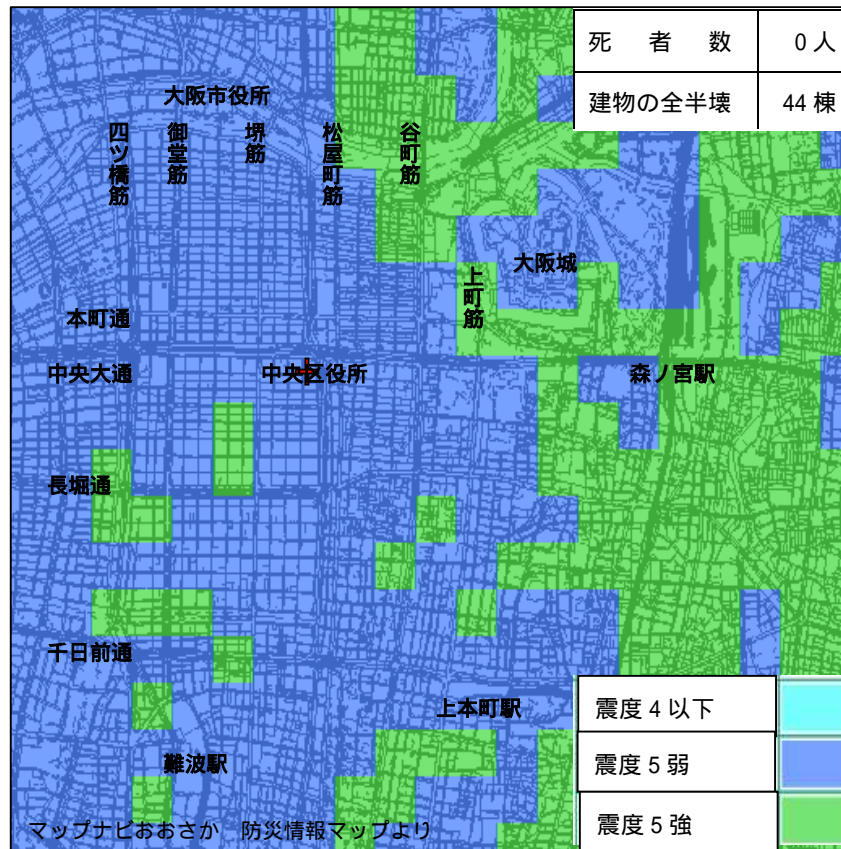 死者数 0人
建物の全半壊 44棟
大阪市役所
四ツ橋筋
御堂筋
堺筋
松屋町筋
谷町筋
大阪城
上町筋
本町通
中央大通
中央区役所
森ノ宮駅
長堀通
千日前通
上本町駅
難波駅
震度4以下
震度5弱
震度5強
マップナビおおさか 防災情報マップより